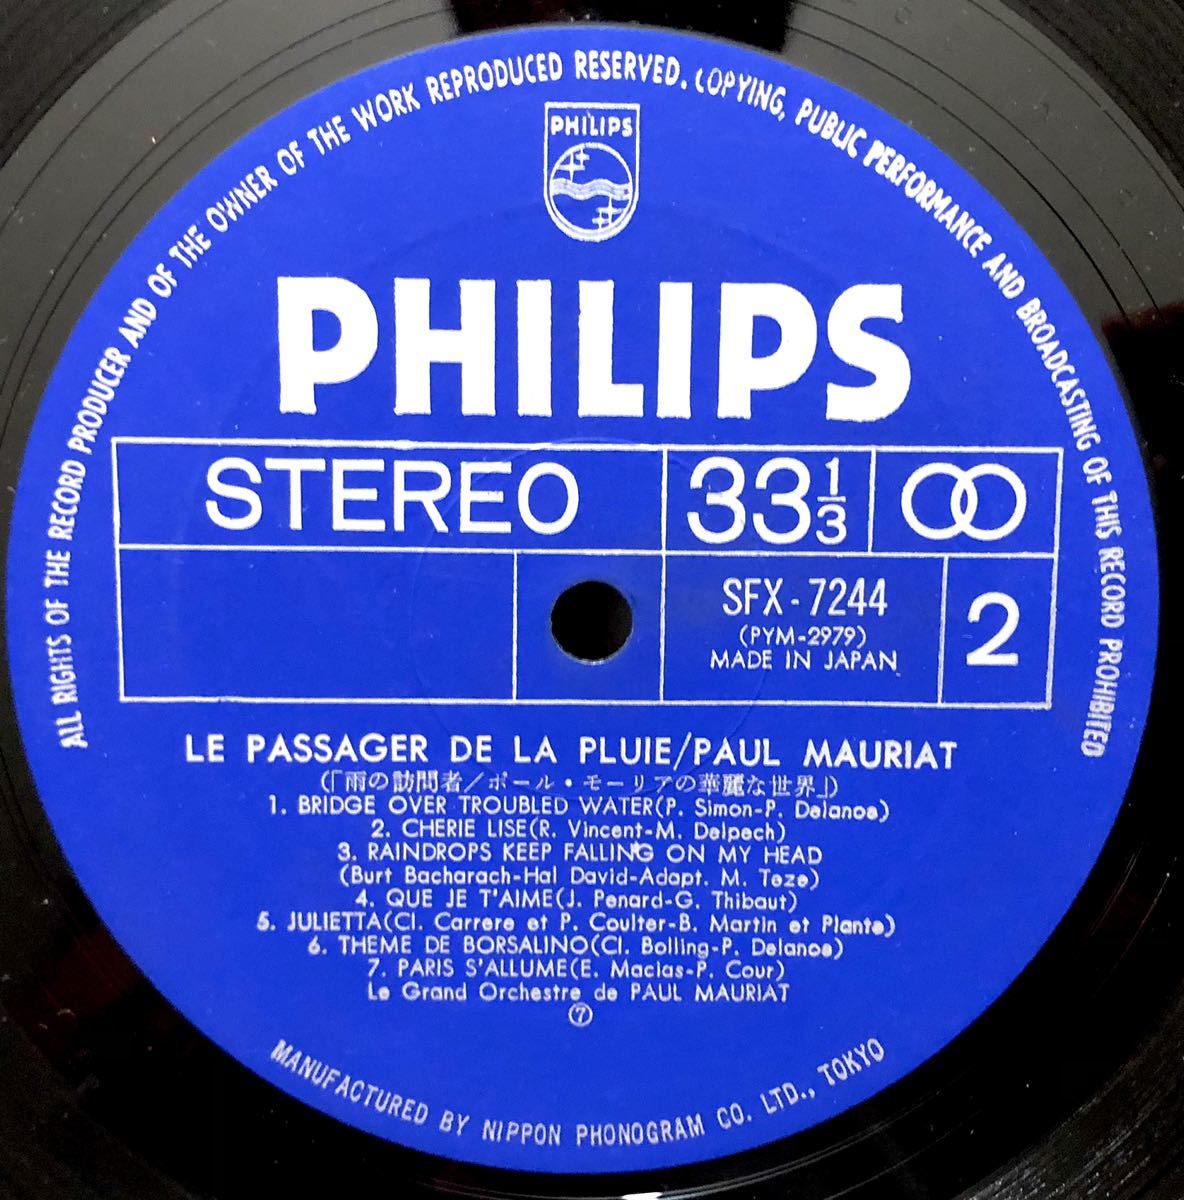 ALL RIGHTS OF THE RECORD PRODUCER AND OF THE OWNER OF THE WORK REPRODUCED RESERVED. COPYING, PUBLIC PERFORMANCE AND BROADCASTING OF THIS RECORD PROHIBITED
PHILIPS
PHILIPS
STEREO 33 1/3
SFX-7244
(PYM-2979)
MADE IN JAPAN
2
LE PASSAGER DE LA PLUIE/PAUL MAURIAT
(「雨の訪問者/ポール・モーリアの華麗な世界」)
1. BRIDGE OVER TROUBLED WATER(P. Simon-P. Delanoe)
2. CHERIE LISE(R. Vincent-M. Delpech)
3. RAINDROPS KEEP FALLING ON MY HEAD
(Burt Bacharach-Hal David-Adapt. M. Teze)
4. QUE JE T'AIME(J. Penard-G. Thibaut)
5. JULIETTA(Cl. Carrere et P. Coulter-B. Martin et Plante)
6. THEME DE BORSALINO(Cl. Bolling-P. Delanoe)
7. PARIS S'ALLUME(E. Macias-P. Cour)
Le Grand Orchestre de PAUL MAURIAT
⑦
MANUFACTURED BY NIPPON PHONOGRAM CO. LTD., TOKYO